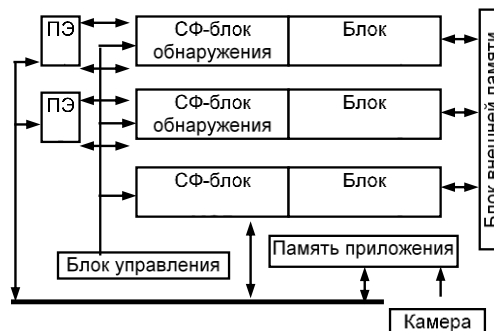 ПЭ
СФ-блок
обнаружения
Блок
ПЭ
СФ-блок
обнаружения
Блок
СФ-блок
Блок
Блок внешней памяти
Блок управления
Память приложения
Камера